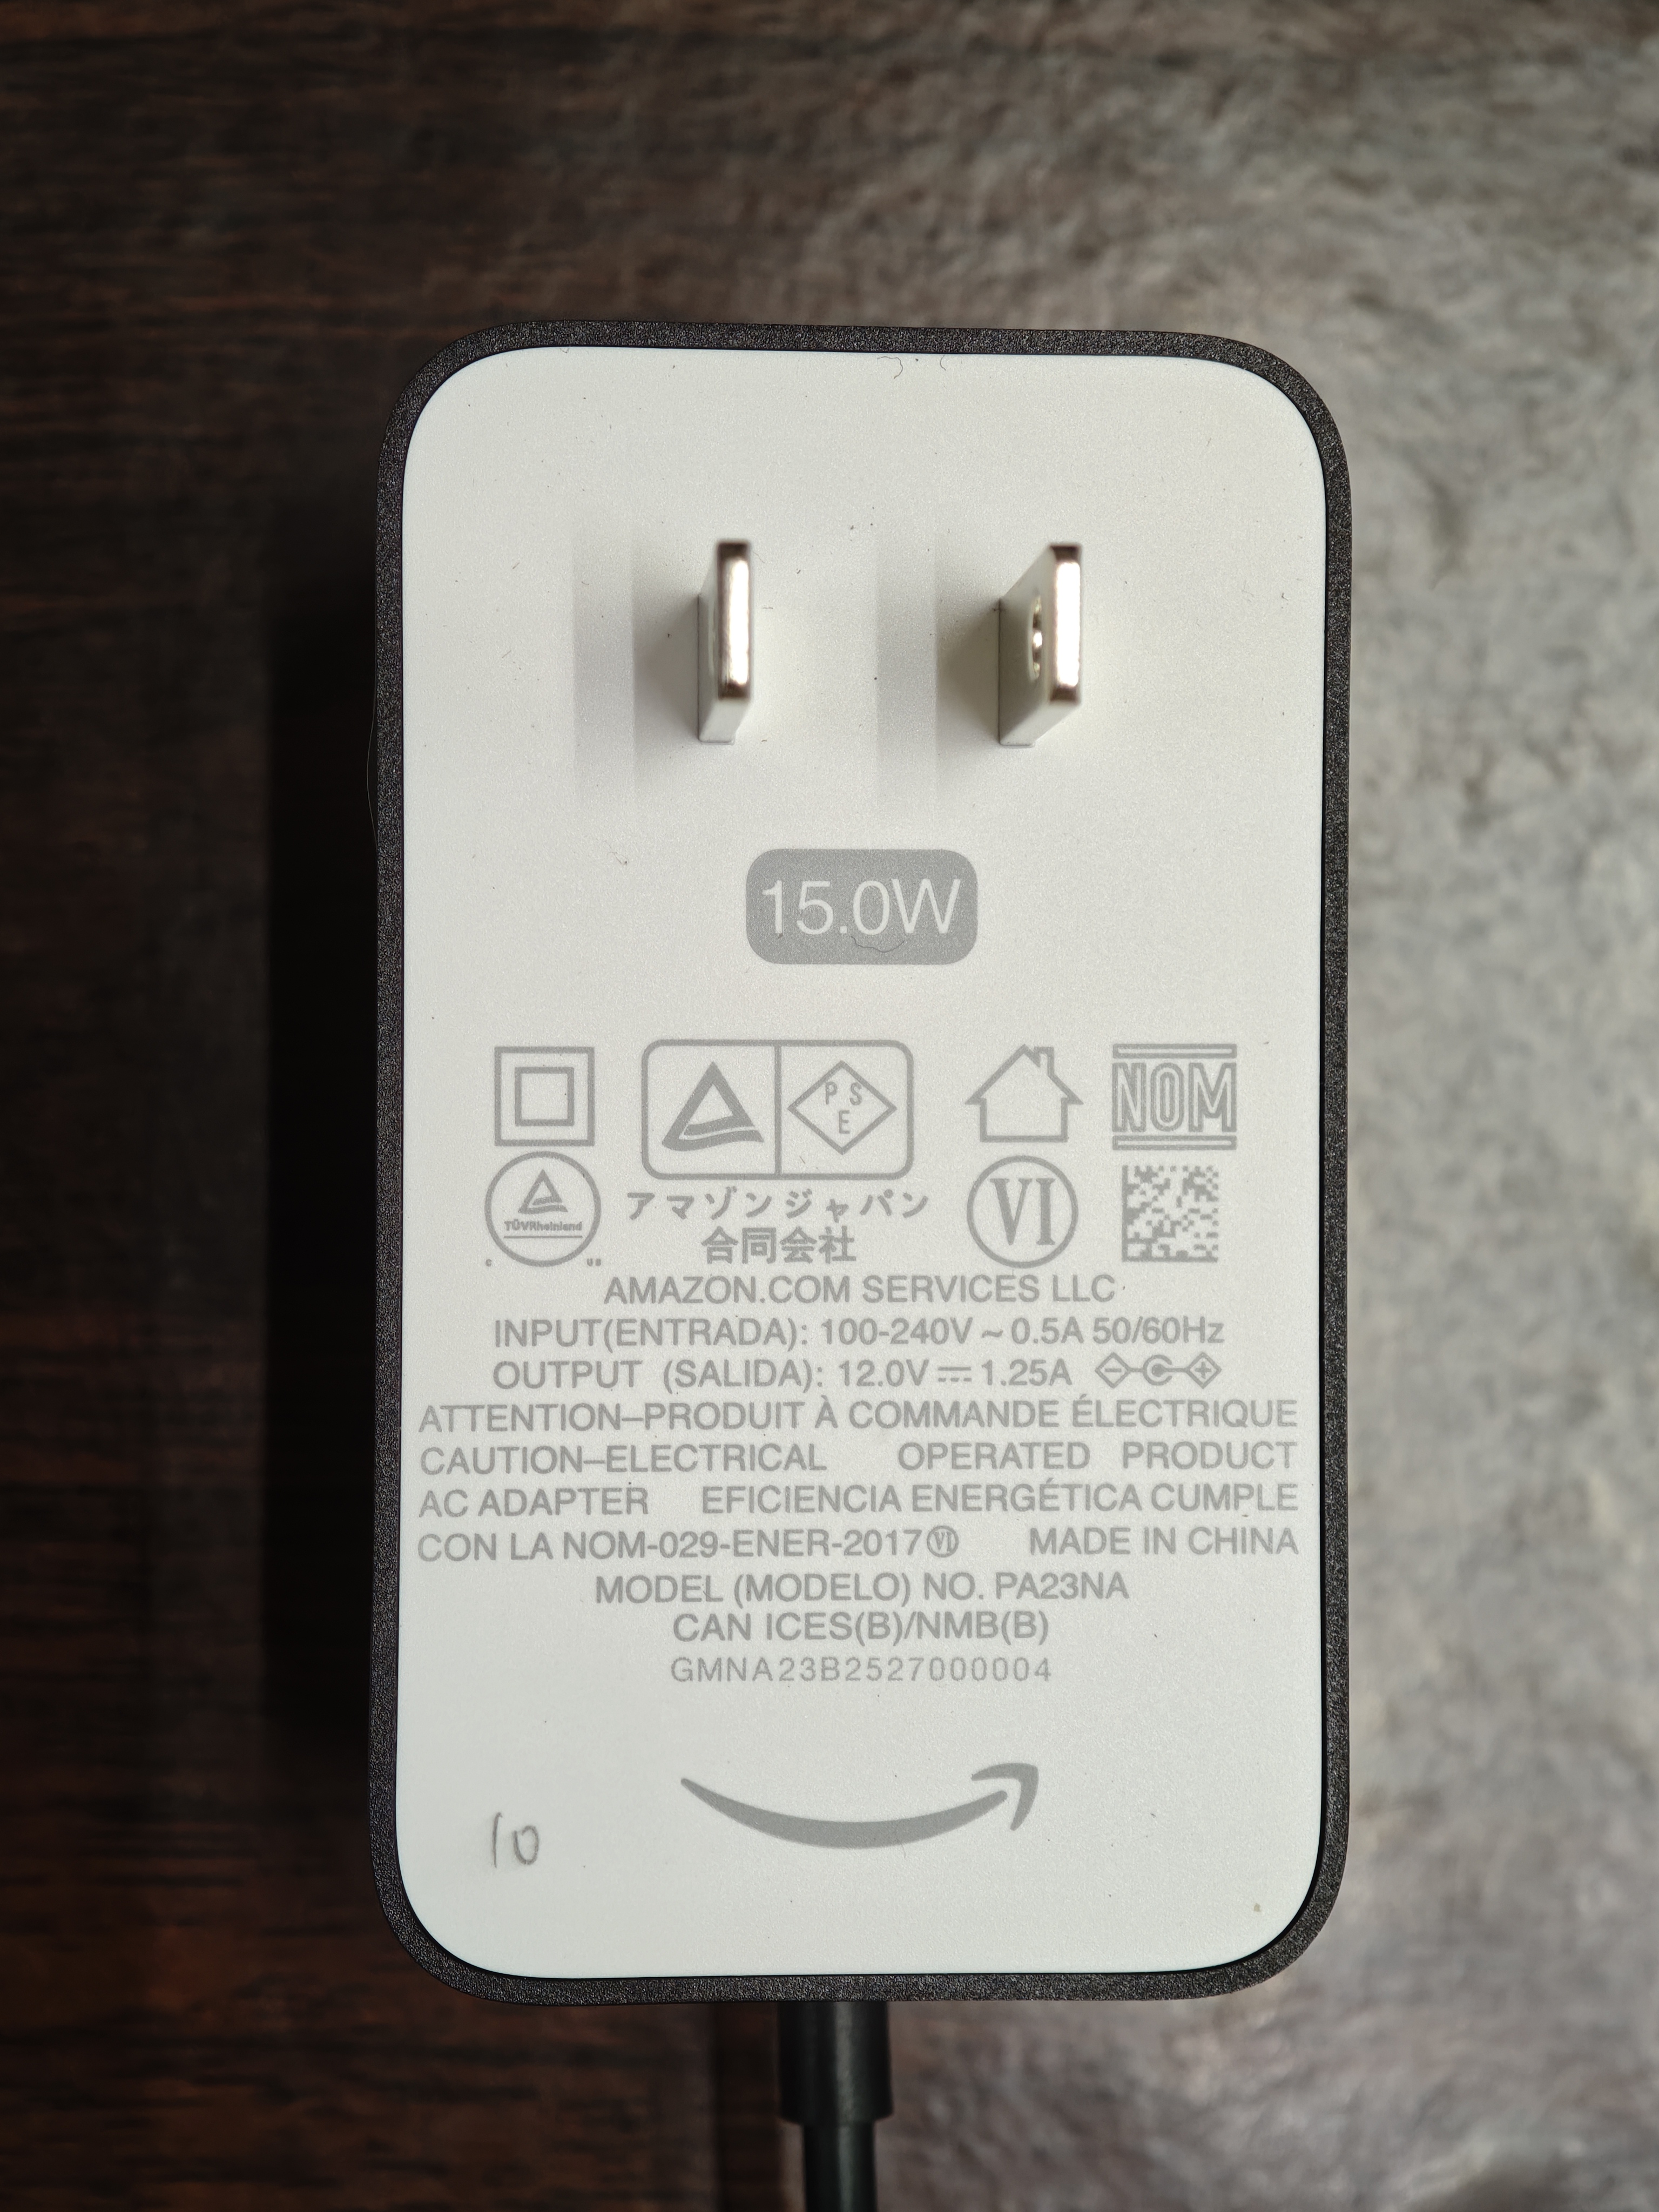 15.0W
P S
E
NOM
TÜVRheinland
c us
アマゾンジャパン
合同会社
VI
AMAZON.COM SERVICES LLC
INPUT(ENTRADA): 100-240V ~ 0.5A 50/60Hz
OUTPUT (SALIDA): 12.0V ⎓ 1.25A
ATTENTION–PRODUIT À COMMANDE ÉLECTRIQUE
CAUTION–ELECTRICAL OPERATED PRODUCT
AC ADAPTER EFICIENCIA ENERGÉTICA CUMPLE
CON LA NOM-029-ENER-2017 VI MADE IN CHINA
MODEL (MODELO) NO. PA23NA
CAN ICES(B)/NMB(B)
GMNA23B2527000004
10